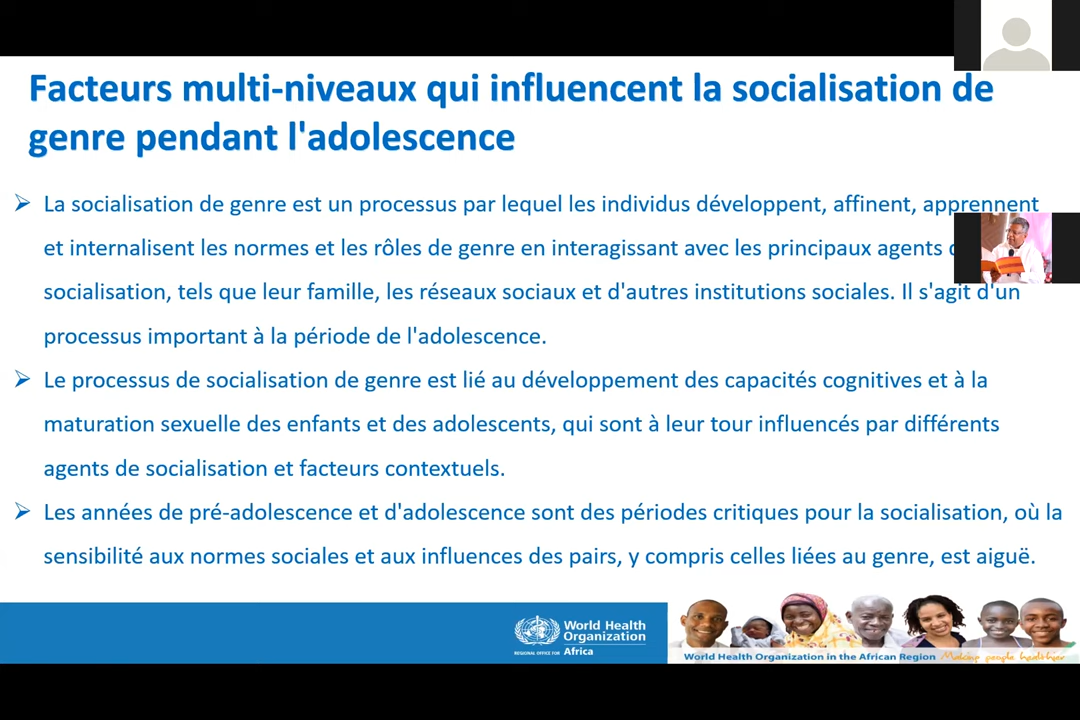 Facteurs multi-niveaux qui influencent la socialisation de
genre pendant l'adolescence
➢ La socialisation de genre est un processus par lequel les individus développent, affinent, apprennent
et internalisent les normes et les rôles de genre en interagissant avec les principaux agents
socialisation, tels que leur famille, les réseaux sociaux et d'autres institutions sociales. Il s'agit d'un
processus important à la période de l'adolescence.
➢ Le processus de socialisation de genre est lié au développement des capacités cognitives et à la
maturation sexuelle des enfants et des adolescents, qui sont à leur tour influencés par différents
agents de socialisation et facteurs contextuels.
➢ Les années de pré-adolescence et d'adolescence sont des périodes critiques pour la socialisation, où la
sensibilité aux normes sociales et aux influences des pairs, y compris celles liées au genre, est aiguë.
World Health
Organization
REGIONAL OFFICE FOR Africa
World Health Organization in the African Region Making people healthier